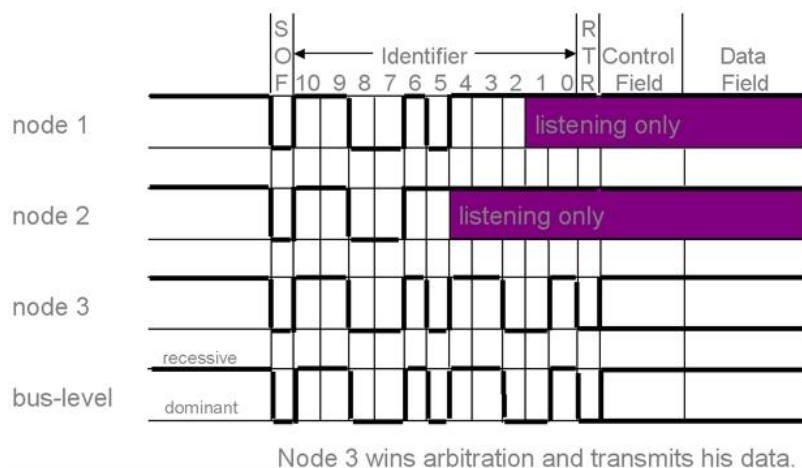 SOF
Identifier
RTR
Control Field
Data Field
10 9 8 7 6 5 4 3 2 1 0
node 1
listening only
node 2
listening only
node 3
recessive
bus-level
dominant
Node 3 wins arbitration and transmits his data.